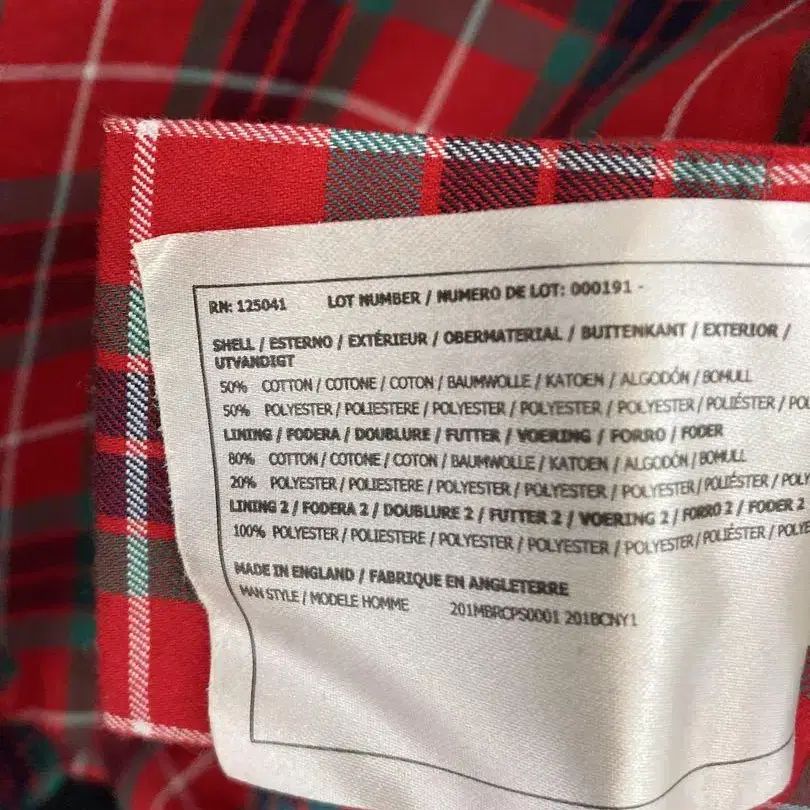 RN: 125041 LOT NUMBER / NUMERO DE LOT: 000191 -
SHELL / ESTERNO / EXTÉRIEUR / OBERMATERIAL / BUITENKANT / EXTERIOR /
UTVANDIGT
50% COTTON / COTONE / COTON / BAUMWOLLE / KATOEN / ALGODÓN / BOMULL
50% POLYESTER / POLIESTERE / POLYESTER / POLYESTER / POLYESTER / POLIÉSTER / POL
LINING / FODERA / DOUBLURE / FUTTER / VOERING / FORRO / FODER
80% COTTON / COTONE / COTON / BAUMWOLLE / KATOEN / ALGODÓN / BOMULL
20% POLYESTER / POLIESTERE / POLYESTER / POLYESTER / POLYESTER / POLIÉSTER / POLY
LINING 2 / FODERA 2 / DOUBLURE 2 / FUTTER 2 / VOERING 2 / FORRO 2 / FODER 2
100% POLYESTER / POLIESTERE / POLYESTER / POLYESTER / POLYESTER / POLIÉSTER / POLYE
MADE IN ENGLAND / FABRIQUE EN ANGLETERRE
MAN STYLE / MODELE HOMME 201MBRCPS0001 201BCNY1